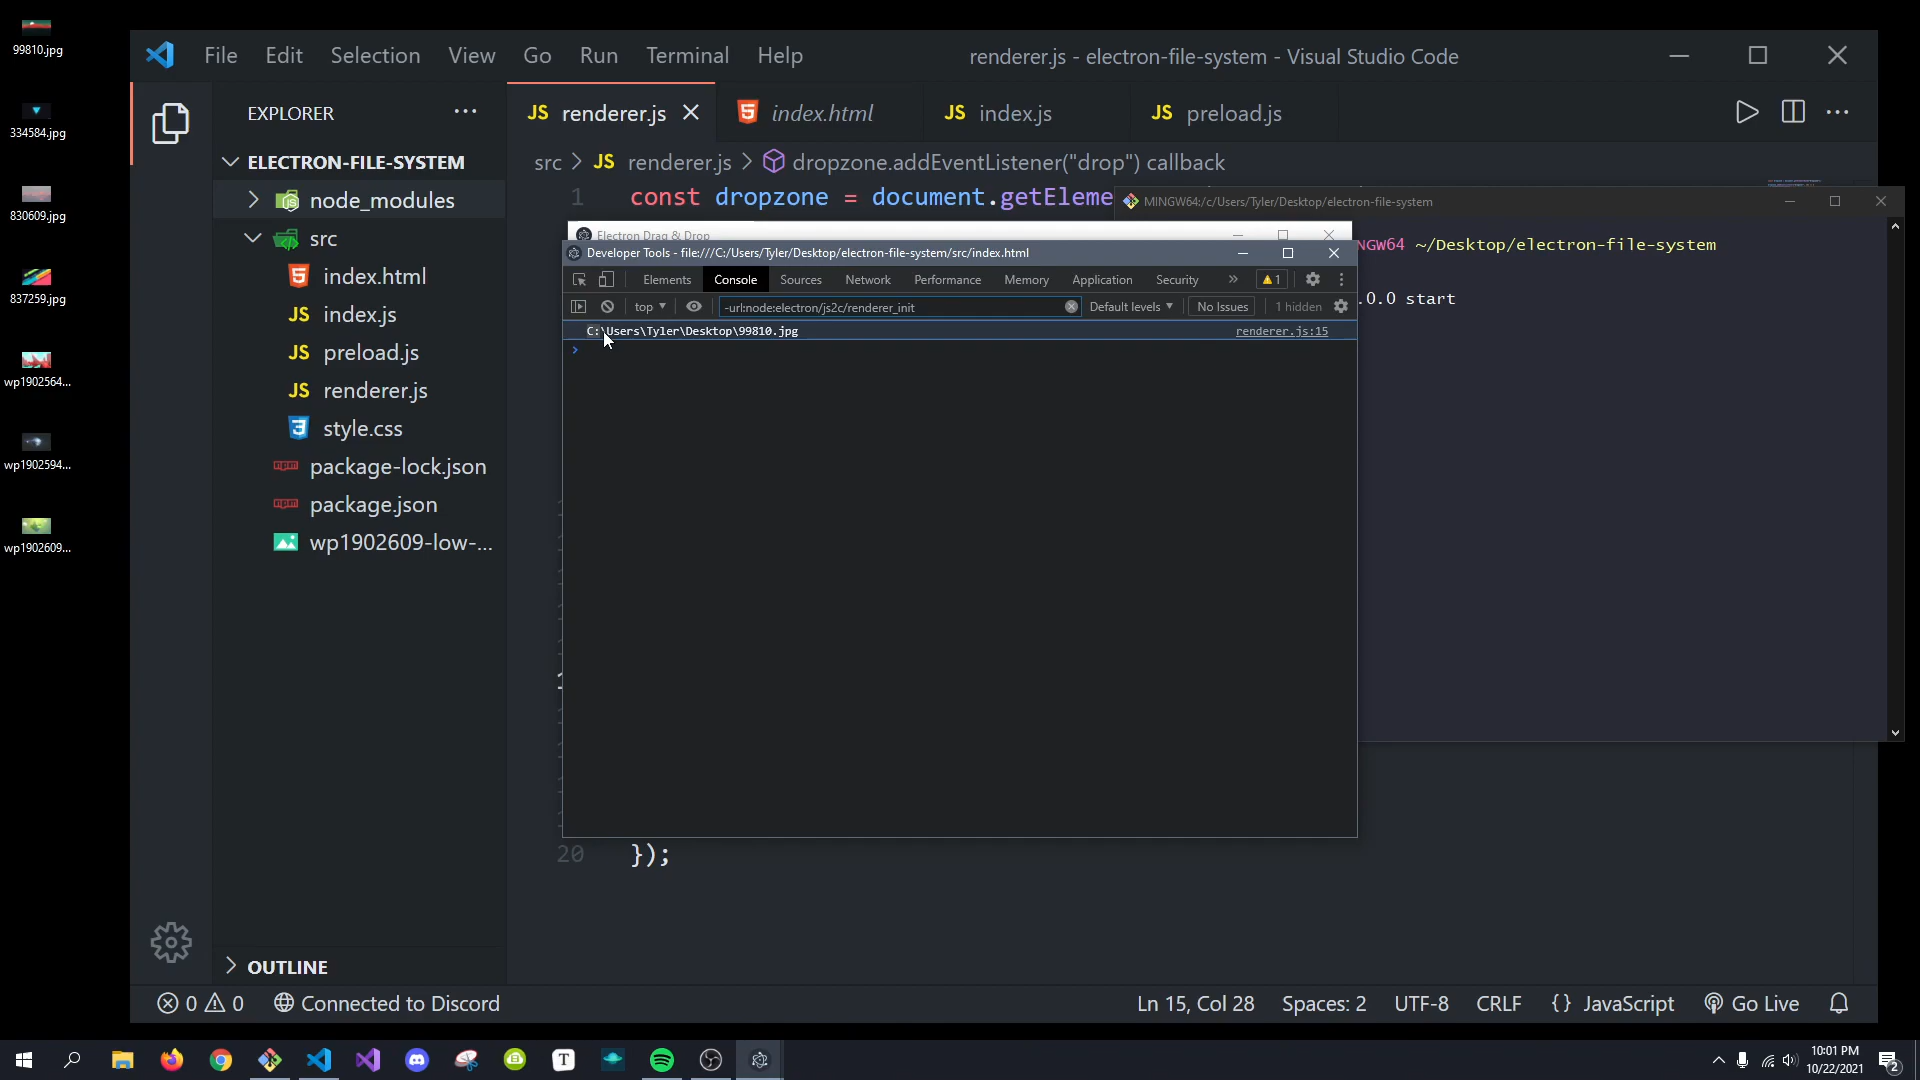 99810.jpg
334584.jpg
830609.jpg
837259.jpg
wp1902564...
wp1902594...
wp1902609...
File Edit Selection View Go Run Terminal Help
renderer.js - electron-file-system - Visual Studio Code
EXPLORER
ELECTRON-FILE-SYSTEM
node_modules
src
index.html
index.js
preload.js
renderer.js
style.css
package-lock.json
package.json
wp1902609-low-...
OUTLINE
JS renderer.js
index.html
JS index.js
JS preload.js
src > JS renderer.js > dropzone.addEventListener("drop") callback
1 const dropzone = document.getEleme
MINGW64:/c/Users/Tyler/Desktop/electron-file-system
NGW64 ~/Desktop/electron-file-system
.0.0 start
Electron Drag & Drop
Developer Tools - file:///C:/Users/Tyler/Desktop/electron-file-system/src/index.html
Elements Console Sources Network Performance Memory Application Security » 1
top -url:node:electron/js2c/renderer_init Default levels No Issues 1 hidden
C:\Users\Tyler\Desktop\99810.jpg renderer.js:15
20 });
0 0 Connected to Discord
Ln 15, Col 28 Spaces: 2 UTF-8 CRLF {} JavaScript Go Live
10:01 PM
10/22/2021
2